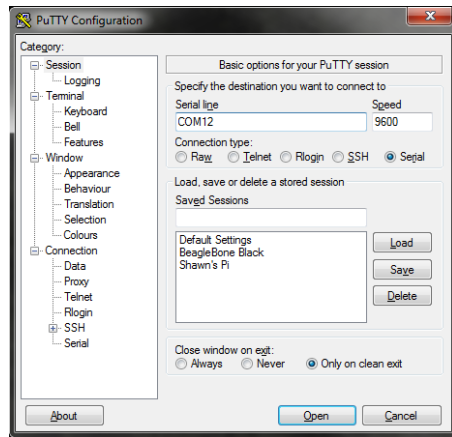 PuTTY Configuration
Category:
Session
Logging
Terminal
Keyboard
Bell
Features
Window
Appearance
Behaviour
Translation
Selection
Colours
Connection
Data
Proxy
Telnet
Rlogin
SSH
Serial
Basic options for your PuTTY session
Specify the destination you want to connect to
Serial line Speed
COM12 9600
Connection type:
Raw Telnet Rlogin SSH Serial
Load, save or delete a stored session
Saved Sessions
Default Settings
BeagleBone Black
Shawn's Pi
Load
Save
Delete
Close window on exit:
Always Never Only on clean exit
About Open Cancel